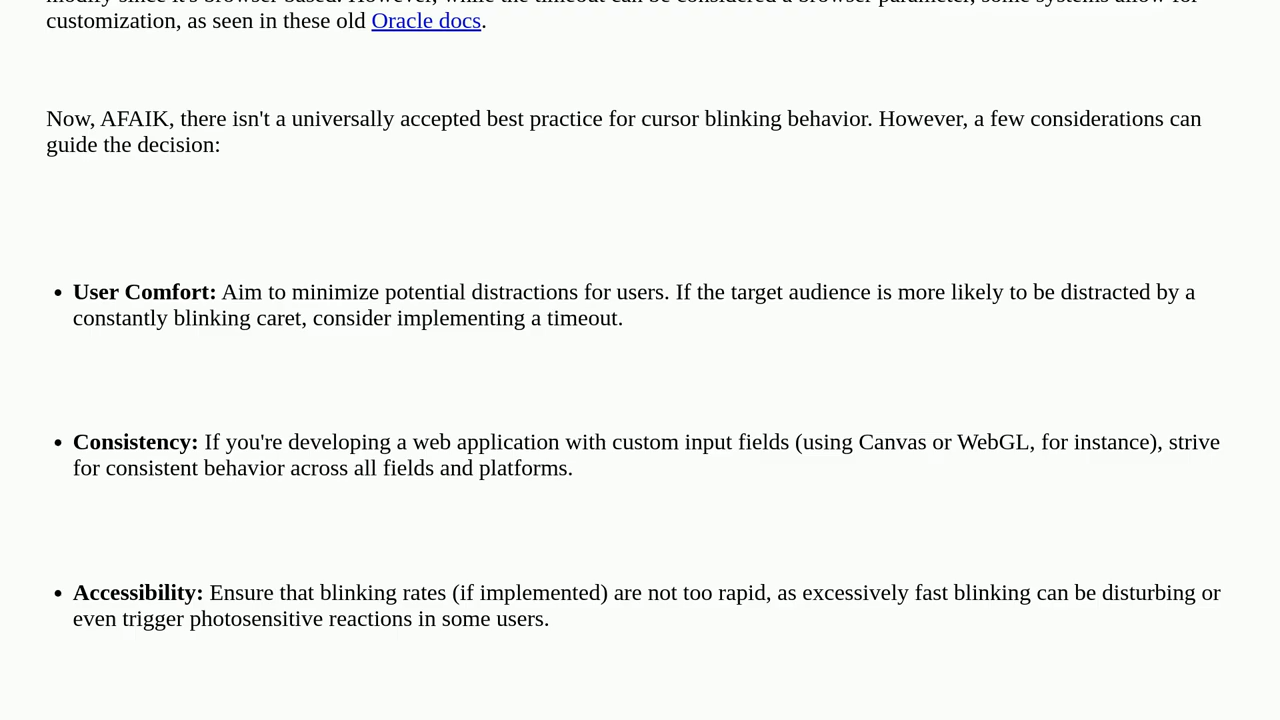 customization, as seen in these old Oracle docs.
Now, AFAIK, there isn't a universally accepted best practice for cursor blinking behavior. However, a few considerations can
guide the decision:
• User Comfort: Aim to minimize potential distractions for users. If the target audience is more likely to be distracted by a
constantly blinking caret, consider implementing a timeout.
• Consistency: If you're developing a web application with custom input fields (using Canvas or WebGL, for instance), strive
for consistent behavior across all fields and platforms.
• Accessibility: Ensure that blinking rates (if implemented) are not too rapid, as excessively fast blinking can be disturbing or
even trigger photosensitive reactions in some users.